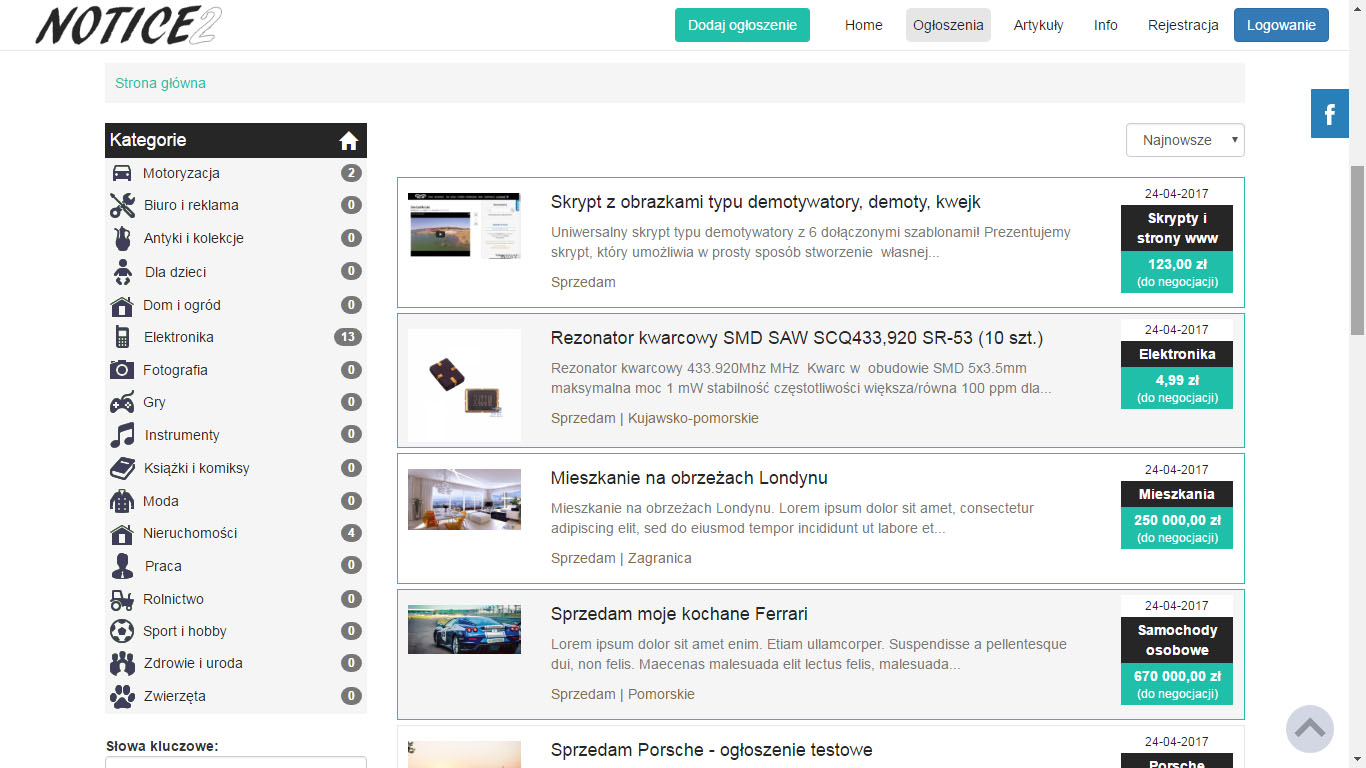 NOTICE2
Dodaj ogłoszenie
Home
Ogłoszenia
Artykuły
Info
Rejestracja
Logowanie
Strona główna
f
Kategorie
Motoryzacja 2
Biuro i reklama 0
Antyki i kolekcje 0
Dla dzieci 0
Dom i ogród 0
Elektronika 13
Fotografia 0
Gry 0
Instrumenty 0
Książki i komiksy 0
Moda 0
Nieruchomości 4
Praca 0
Rolnictwo 0
Sport i hobby 0
Zdrowie i uroda 0
Zwierzęta 0
Słowa kluczowe:
Najnowsze
Skrypt z obrazkami typu demotywatory, demoty, kwejk
Uniwersalny skrypt typu demotywatory z 6 dołączonymi szablonami! Prezentujemy
skrypt, który umożliwia w prosty sposób stworzenie własnej...
Sprzedam
24-04-2017
Skrypty i
strony www
123,00 zł
(do negocjacji)
Rezonator kwarcowy SMD SAW SCQ433,920 SR-53 (10 szt.)
Rezonator kwarcowy 433.920Mhz MHz Kwarc w obudowie SMD 5x3.5mm
maksymalna moc 1 mW stabilność częstotliwości większa/równa 100 ppm dla...
Sprzedam | Kujawsko-pomorskie
24-04-2017
Elektronika
4,99 zł
(do negocjacji)
Mieszkanie na obrzeżach Londynu
Mieszkanie na obrzeżach Londynu. Lorem ipsum dolor sit amet, consectetur
adipiscing elit, sed do eiusmod tempor incididunt ut labore et...
Sprzedam | Zagranica
24-04-2017
Mieszkania
250 000,00 zł
(do negocjacji)
Sprzedam moje kochane Ferrari
Lorem ipsum dolor sit amet enim. Etiam ullamcorper. Suspendisse a pellentesque
dui, non felis. Maecenas malesuada elit lectus felis, malesuada...
Sprzedam | Pomorskie
24-04-2017
Samochody
osobowe
670 000,00 zł
(do negocjacji)
Sprzedam Porsche - ogłoszenie testowe
24-04-2017
Porsche